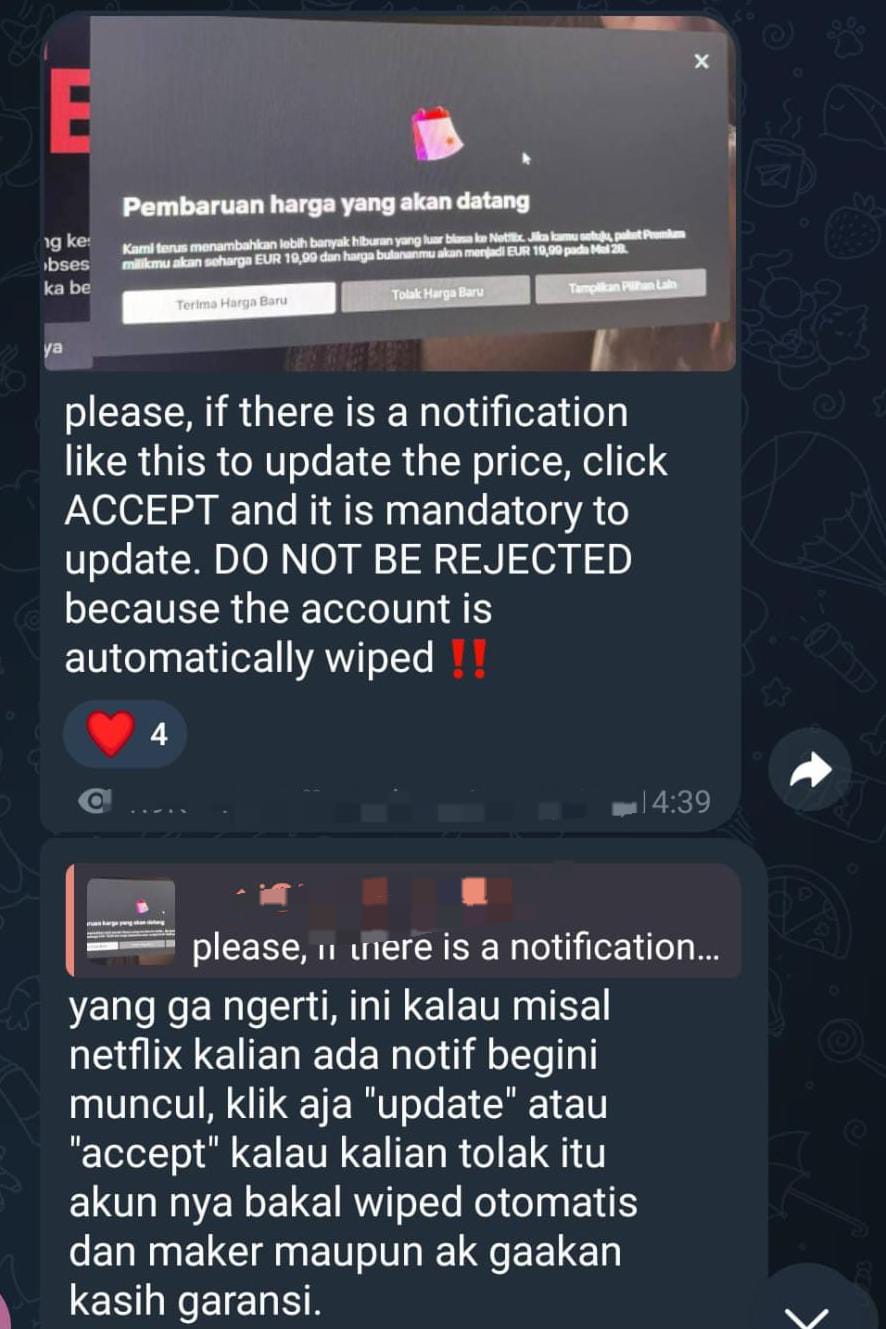 E
Pembaruan harga yang akan datang
Kami terus menambahkan lebih banyak hiburan yang luar biasa ke Netflix. Jika kamu setuju, paket Premium
milikmu akan seharga EUR 19,99 dan harga bulananmu akan menjadi EUR 19,99 pada Mei 28.
ng ke
obses
ka be
Terima Harga Baru
Tolak Harga Baru
Tampilkan Pilihan Lain
ya
please, if there is a notification
like this to update the price, click
ACCEPT and it is mandatory to
update. DO NOT BE REJECTED
because the account is
automatically wiped ‼️
❤️ 4
14:39
please, if there is a notification...
yang ga ngerti, ini kalau misal
netflix kalian ada notif begini
muncul, klik aja "update" atau
"accept" kalau kalian tolak itu
akun nya bakal wiped otomatis
dan maker maupun ak gaakan
kasih garansi.